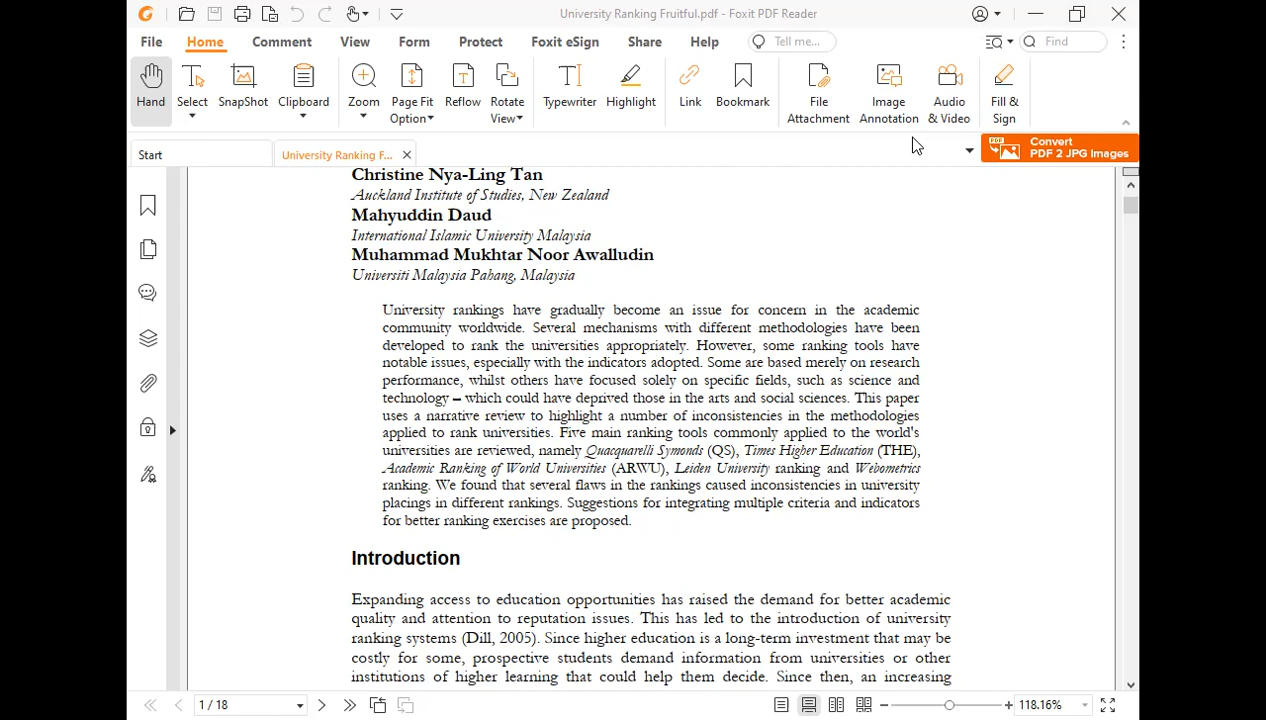 University Ranking Fruitful.pdf - Foxit PDF Reader
File Home Comment View Form Protect Foxit eSign Share Help Tell me... Find
Hand Select SnapShot Clipboard Zoom Page Fit Option Reflow Rotate View Typewriter Highlight Link Bookmark File Attachment Image Annotation Audio & Video Fill & Sign
Start University Ranking F... Convert PDF 2 JPG Images
Christine Nya-Ling Tan
Auckland Institute of Studies, New Zealand
Mahyuddin Daud
International Islamic University Malaysia
Muhammad Mukhtar Noor Awalludin
Universiti Malaysia Pahang, Malaysia
University rankings have gradually become an issue for concern in the academic
community worldwide. Several mechanisms with different methodologies have been
developed to rank the universities appropriately. However, some ranking tools have
notable issues, especially with the indicators adopted. Some are based merely on research
performance, whilst others have focused solely on specific fields, such as science and
technology – which could have deprived those in the arts and social sciences. This paper
uses a narrative review to highlight a number of inconsistencies in the methodologies
applied to rank universities. Five main ranking tools commonly applied to the world's
universities are reviewed, namely Quacquarelli Symonds (QS), Times Higher Education (THE),
Academic Ranking of World Universities (ARWU), Leiden University ranking and Webometrics
ranking. We found that several flaws in the rankings caused inconsistencies in university
placings in different rankings. Suggestions for integrating multiple criteria and indicators
for better ranking exercises are proposed.
Introduction
Expanding access to education opportunities has raised the demand for better academic
quality and attention to reputation issues. This has led to the introduction of university
ranking systems (Dill, 2005). Since higher education is a long-term investment that may be
costly for some, prospective students demand information from universities or other
institutions of higher learning that could help them decide. Since then, an increasing
1 / 18 118.16%